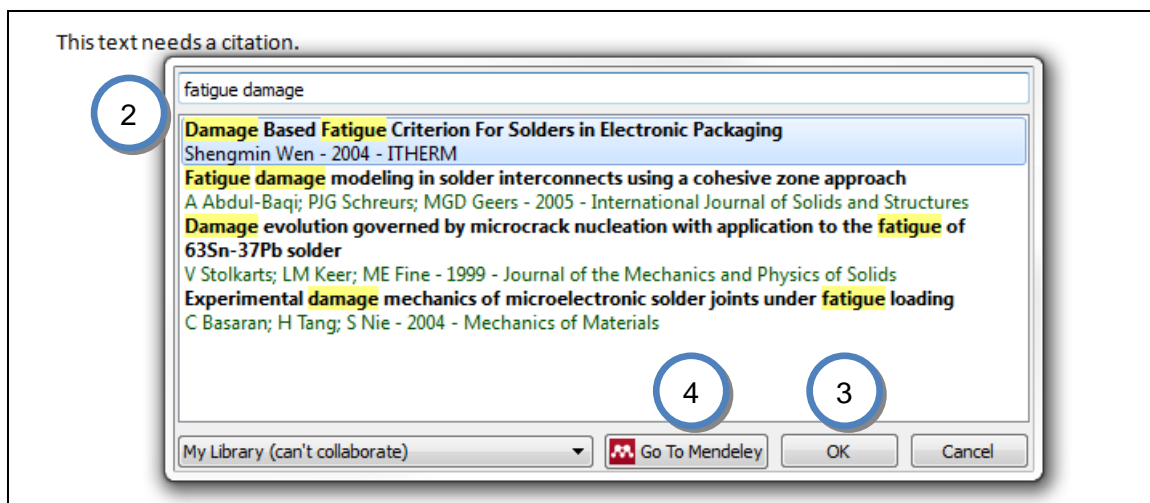 This text needs a citation.
fatigue damage
2
Damage Based Fatigue Criterion For Solders in Electronic Packaging
Shengmin Wen - 2004 - ITHERM
Fatigue damage modeling in solder interconnects using a cohesive zone approach
A Abdul-Baqi; PJG Schreurs; MGD Geers - 2005 - International Journal of Solids and Structures
Damage evolution governed by microcrack nucleation with application to the fatigue of
63Sn-37Pb solder
V Stolkarts; LM Keer; ME Fine - 1999 - Journal of the Mechanics and Physics of Solids
Experimental damage mechanics of microelectronic solder joints under fatigue loading
C Basaran; H Tang; S Nie - 2004 - Mechanics of Materials
4
3
My Library (can't collaborate)
Go To Mendeley
OK
Cancel